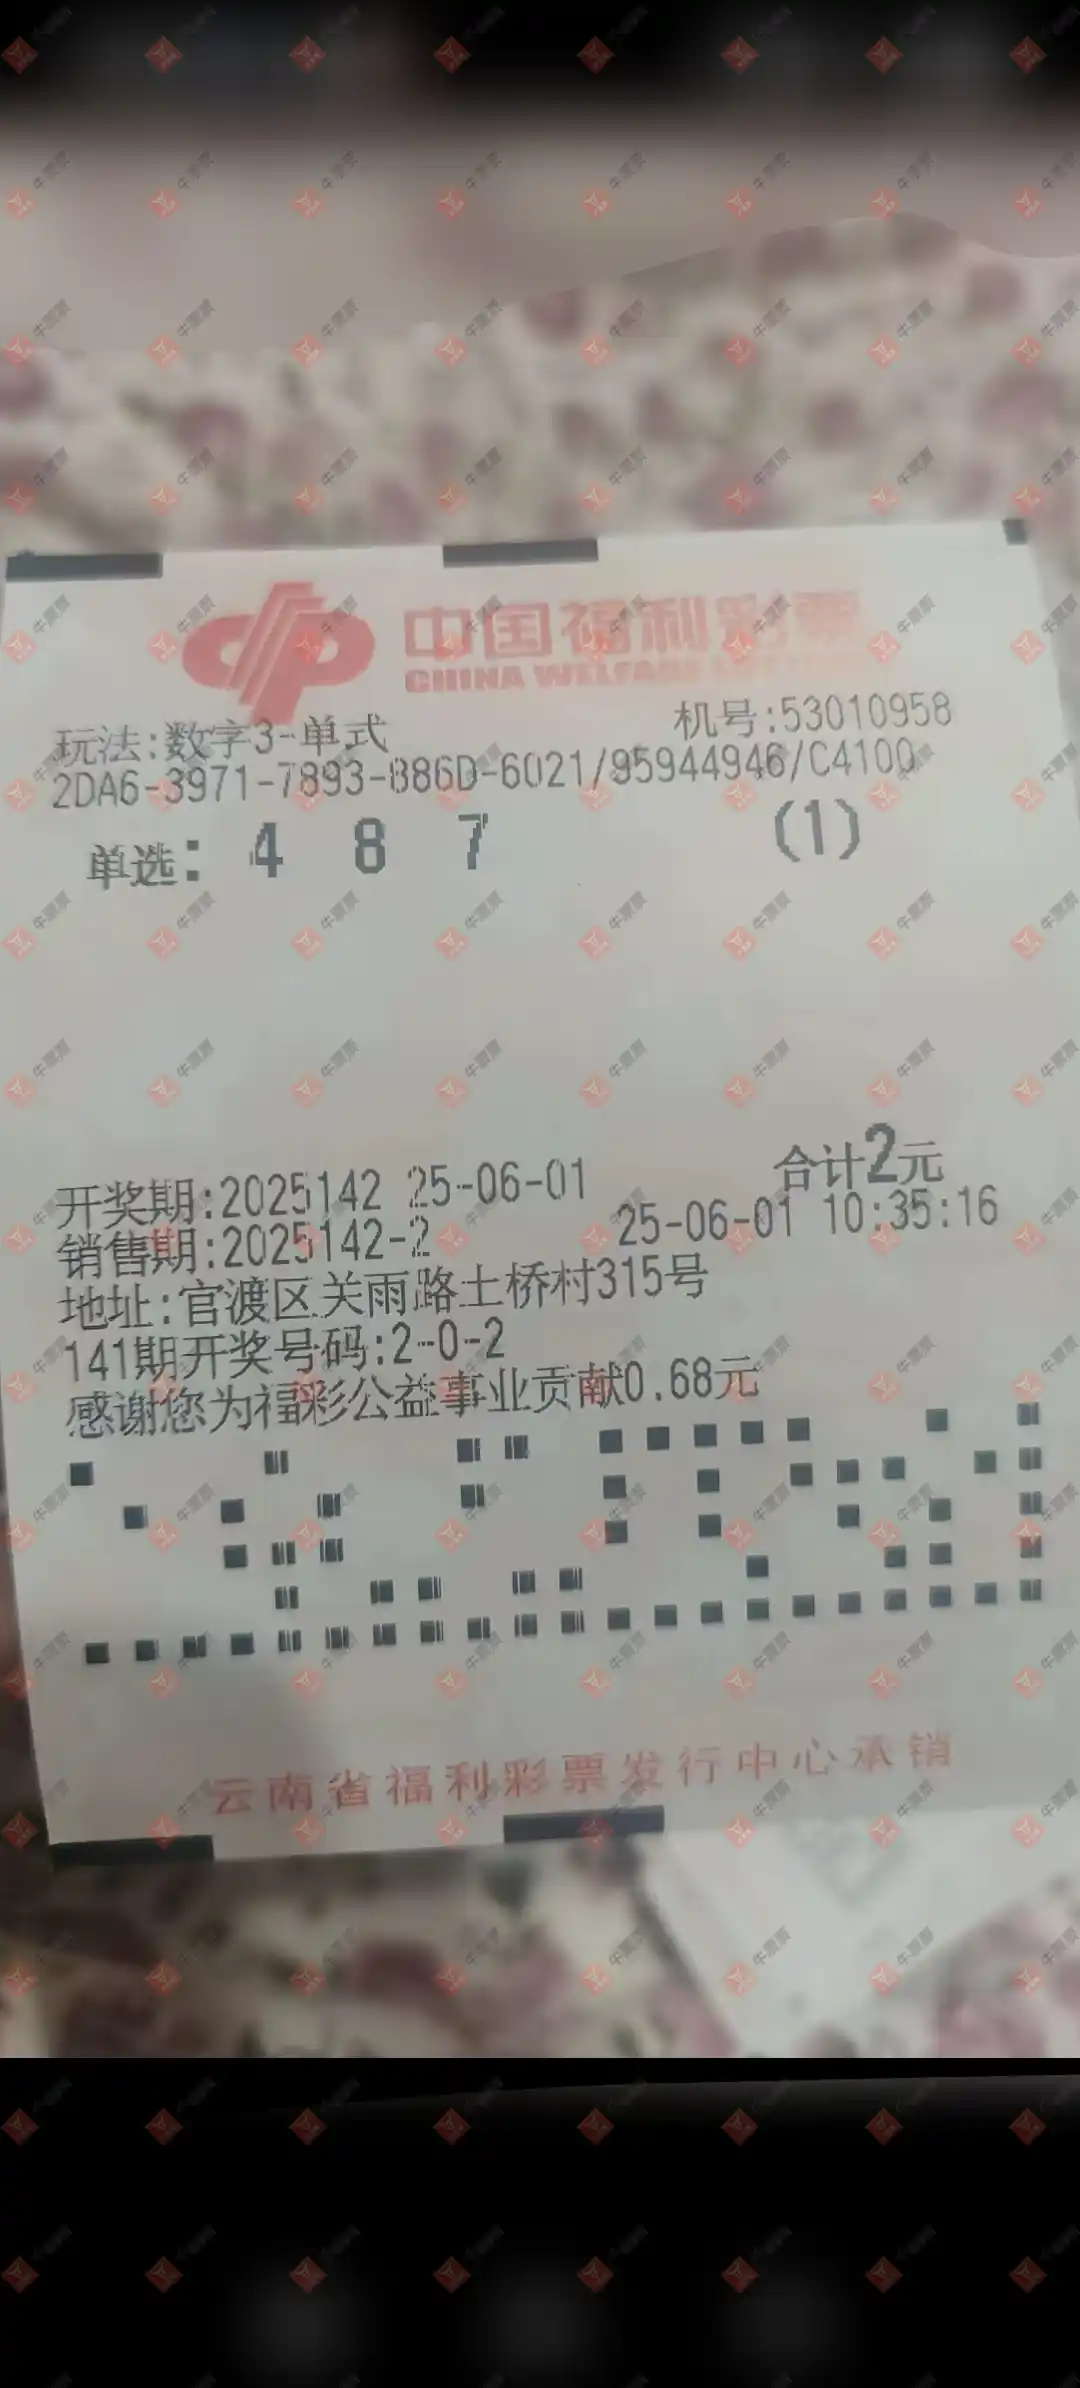 中国福利彩票
CHINA WELFARE LOTTERY
玩法:数字3-单式 机号:53010958
2DA6-3971-7893-886D-6021/95944946/C4100
单选: 4 8 7 (1)
合计2元
开奖期:2025142 25-06-01
销售期:2025142-2 25-06-01 10:35:16
地址:官渡区关雨路土桥村315号
141期开奖号码:2-0-2
感谢您为福彩公益事业贡献0.68元
云南省福利彩票发行中心承销